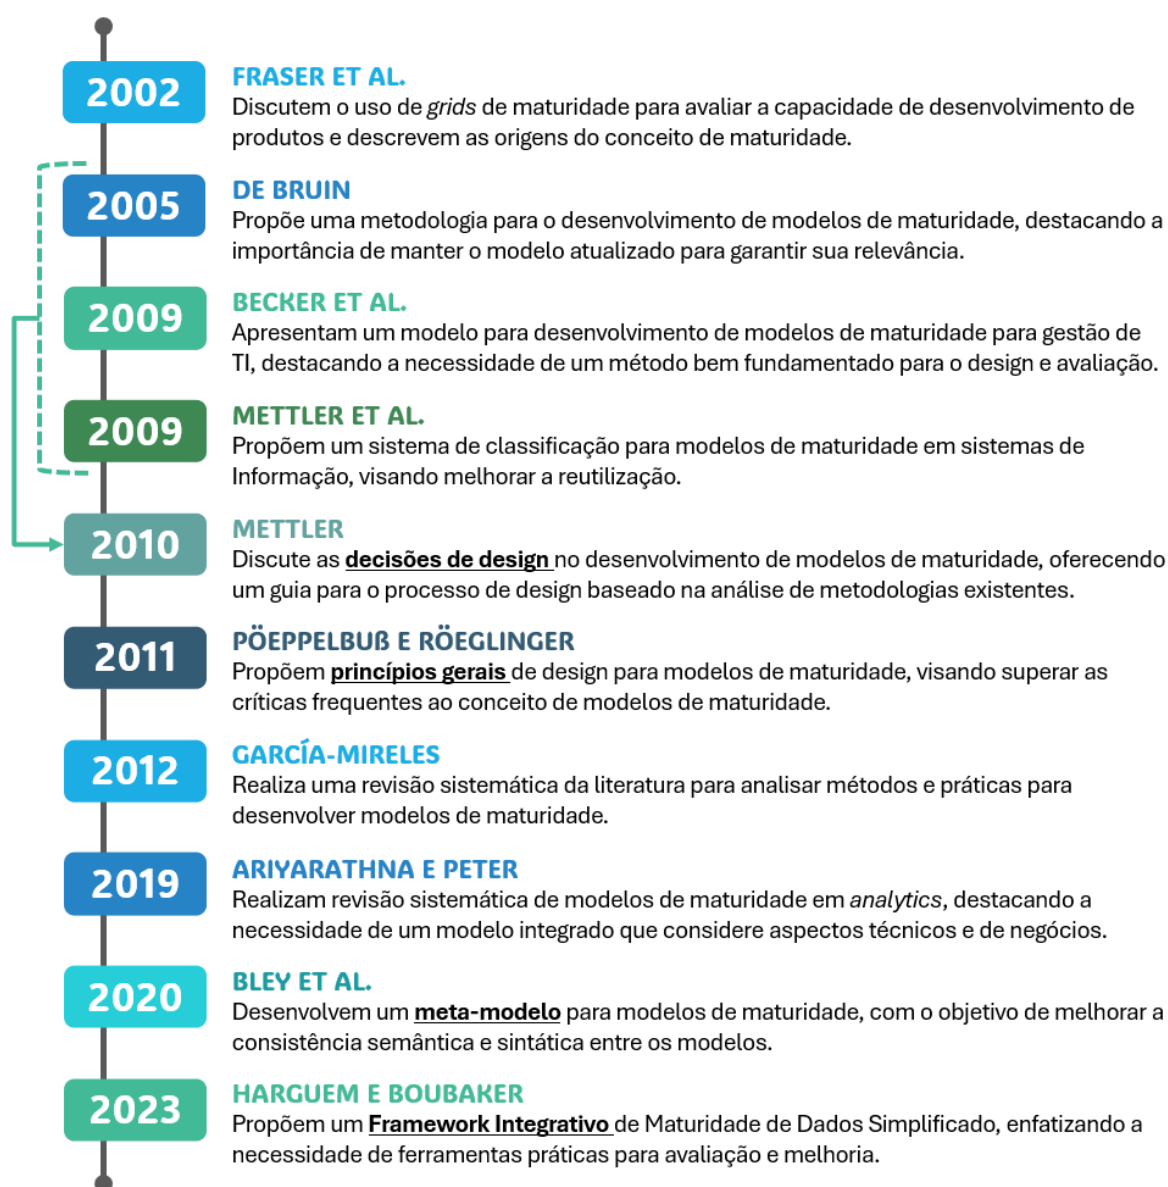 2002
FRASER ET AL.
Discutem o uso de grids de maturidade para avaliar a capacidade de desenvolvimento de
produtos e descrevem as origens do conceito de maturidade.
2005
DE BRUIN
Propõe uma metodologia para o desenvolvimento de modelos de maturidade, destacando a
importância de manter o modelo atualizado para garantir sua relevância.
2009
BECKER ET AL.
Apresentam um modelo para desenvolvimento de modelos de maturidade para gestão de
TI, destacando a necessidade de um método bem fundamentado para o design e avaliação.
2009
METTLER ET AL.
Propõem um sistema de classificação para modelos de maturidade em sistemas de
Informação, visando melhorar a reutilização.
2010
METTLER
Discute as decisões de design no desenvolvimento de modelos de maturidade, oferecendo
um guia para o processo de design baseado na análise de metodologias existentes.
2011
PÖEPPELBUß E RÖEGLINGER
Propõem princípios gerais de design para modelos de maturidade, visando superar as
críticas frequentes ao conceito de modelos de maturidade.
2012
GARCÍA-MIRELES
Realiza uma revisão sistemática da literatura para analisar métodos e práticas para
desenvolver modelos de maturidade.
2019
ARIYARATHNA E PETER
Realizam revisão sistemática de modelos de maturidade em analytics, destacando a
necessidade de um modelo integrado que considere aspectos técnicos e de negócios.
2020
BLEY ET AL.
Desenvolvem um meta-modelo para modelos de maturidade, com o objetivo de melhorar a
consistência semântica e sintática entre os modelos.
2023
HARGUEM E BOUBAKER
Propõem um Framework Integrativo de Maturidade de Dados Simplificado, enfatizando a
necessidade de ferramentas práticas para avaliação e melhoria.